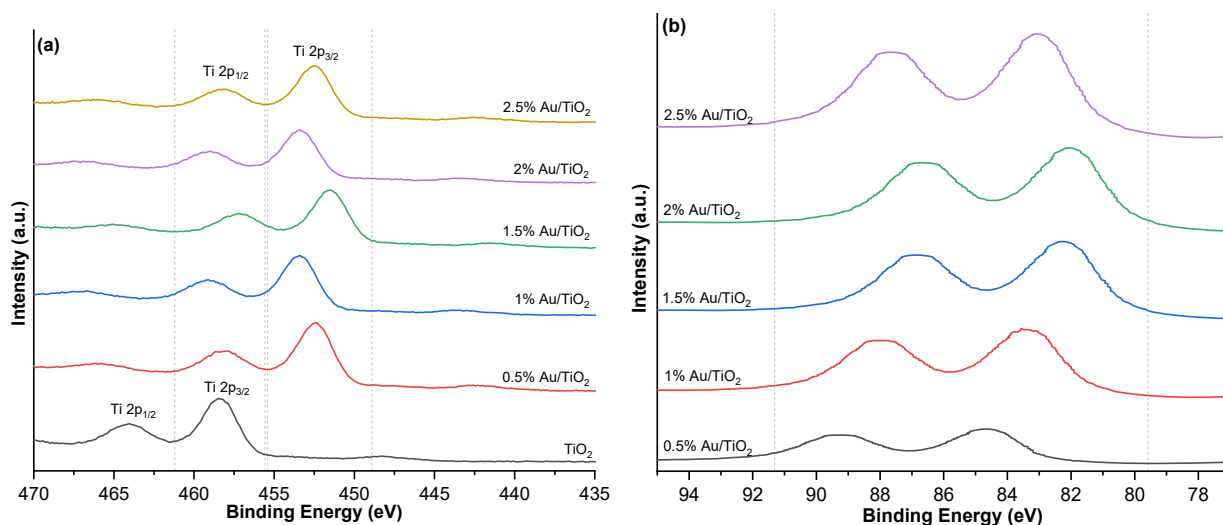 (a)
Ti 2p₃/₂
Ti 2p₁/₂
2.5% Au/TiO₂
2% Au/TiO₂
1.5% Au/TiO₂
1% Au/TiO₂
0.5% Au/TiO₂
Ti 2p₃/₂
Ti 2p₁/₂
TiO₂
Intensity (a.u.)
470 465 460 455 450 445 440 435
Binding Energy (eV)
(b)
2.5% Au/TiO₂
2% Au/TiO₂
1.5% Au/TiO₂
1% Au/TiO₂
0.5% Au/TiO₂
Intensity (a.u.)
94 92 90 88 86 84 82 80 78
Binding Energy (eV)